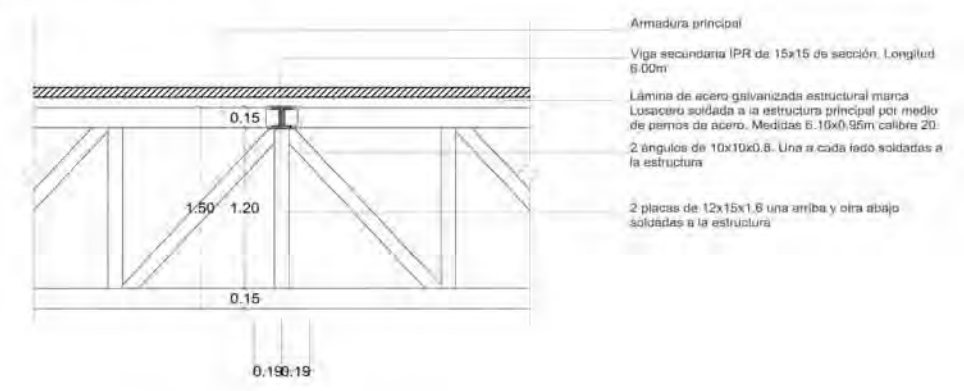 Armadura principal
Viga secundaria IPR de 15x15 de sección. Longitud
6.00m
Lámina de acero galvanizada estructural marca
Losacero soldada a la estructura principal por medio
de pernos de acero. Medidas 6.10x0.95m calibre 20.
2 ángulos de 10x10x0.8. Una a cada lado soldadas a
la estructura
2 placas de 12x15x1.6 una arriba y otra abajo
soldadas a la estructura
0.15
1.50 1.20
0.15
0.19 0.19